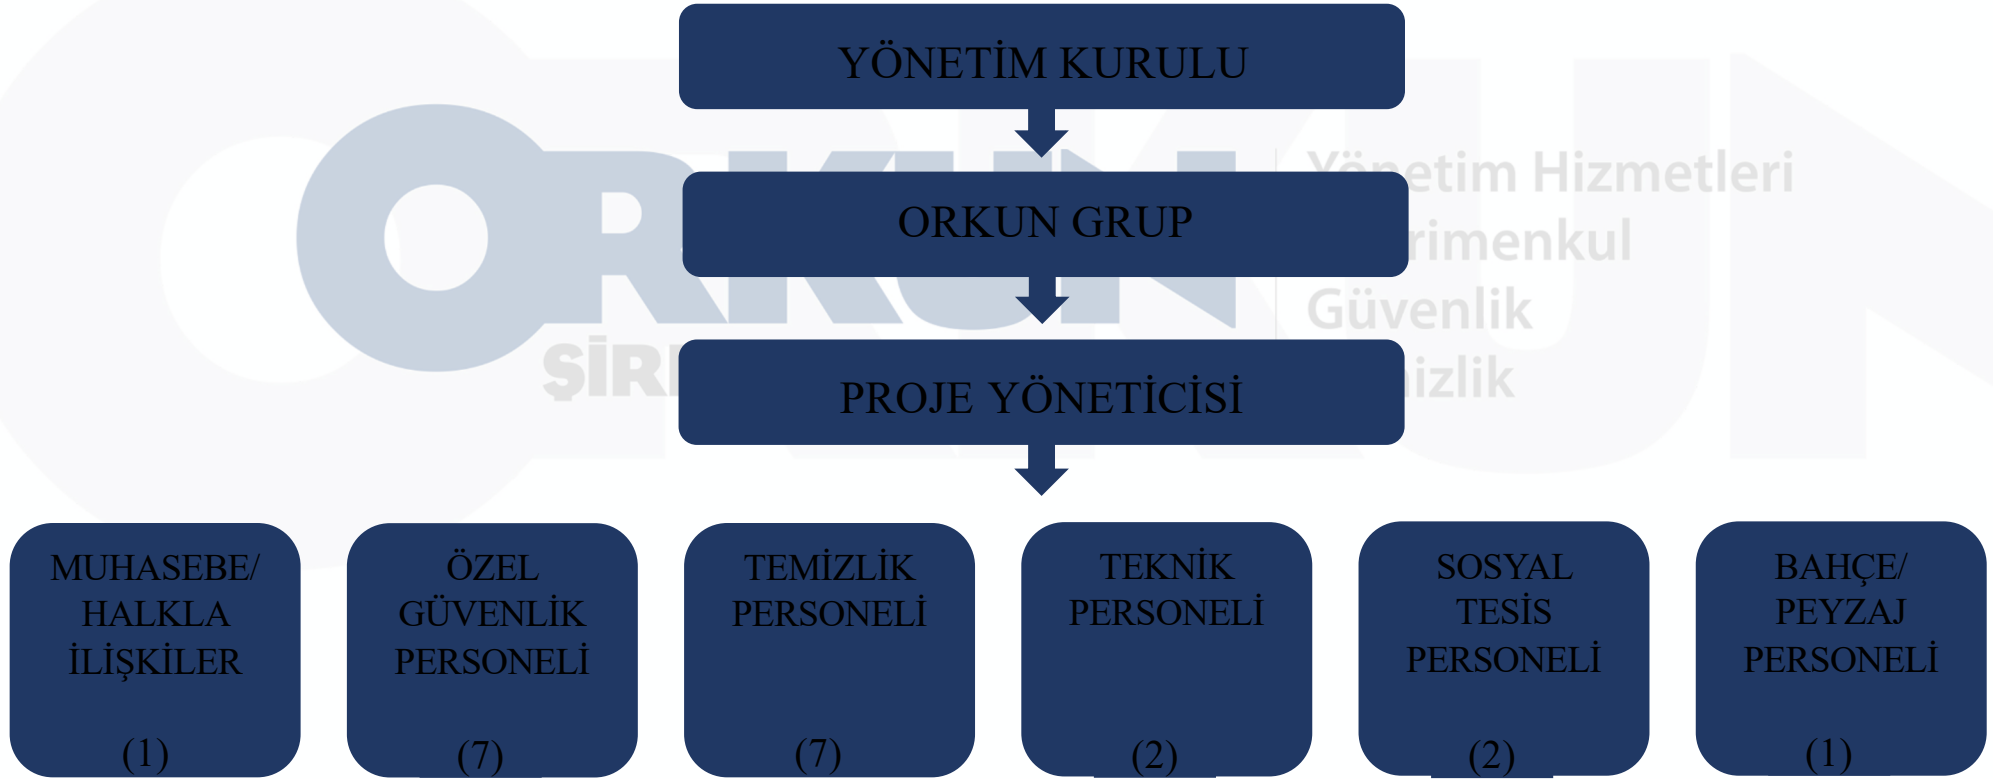 YÖNETİM KURULU
ORKUN
Yönetim Hizmetleri
ORKUN GRUP
Güvenlik
PROJE YÖNETİCİSİ
MUHASEBE/
HALKLA
İLİŞKİLER
(1)
ÖZEL
GÜVENLİK
PERSONELİ
(7)
TEMİZLİK
PERSONELİ
(7)
TEKNİK
PERSONELİ
(2)
SOSYAL
TESİS
PERSONELİ
(2)
BAHÇE/
PEYZAJ
PERSONELİ
(1)